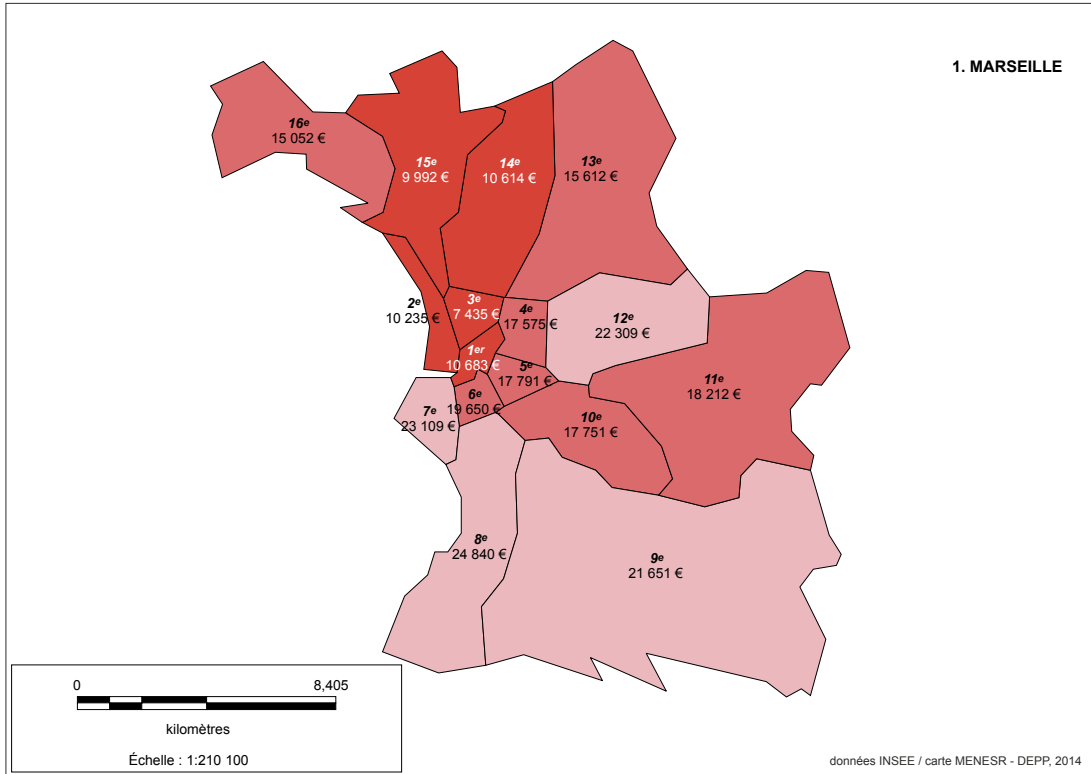 1. MARSEILLE
16e
15 052 €
15e
9 992 €
14e
10 614 €
13e
15 612 €
2e
10 235 €
3e
7 435 €
4e
17 575 €
12e
22 309 €
1er
10 683 €
5e
17 791 €
11e
18 212 €
6e
19 650 €
7e
23 109 €
10e
17 751 €
8e
24 840 €
9e
21 651 €
0 8,405
kilomètres
Échelle : 1:210 100
données INSEE / carte MENESR - DEPP, 2014